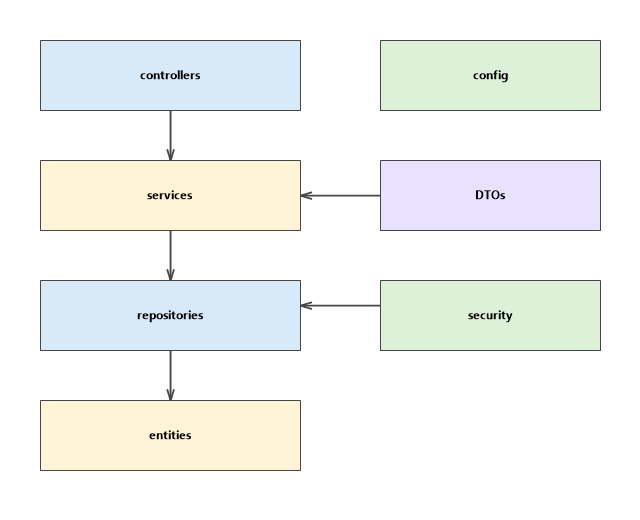 controllers
config
services
DTOs
repositories
security
entities